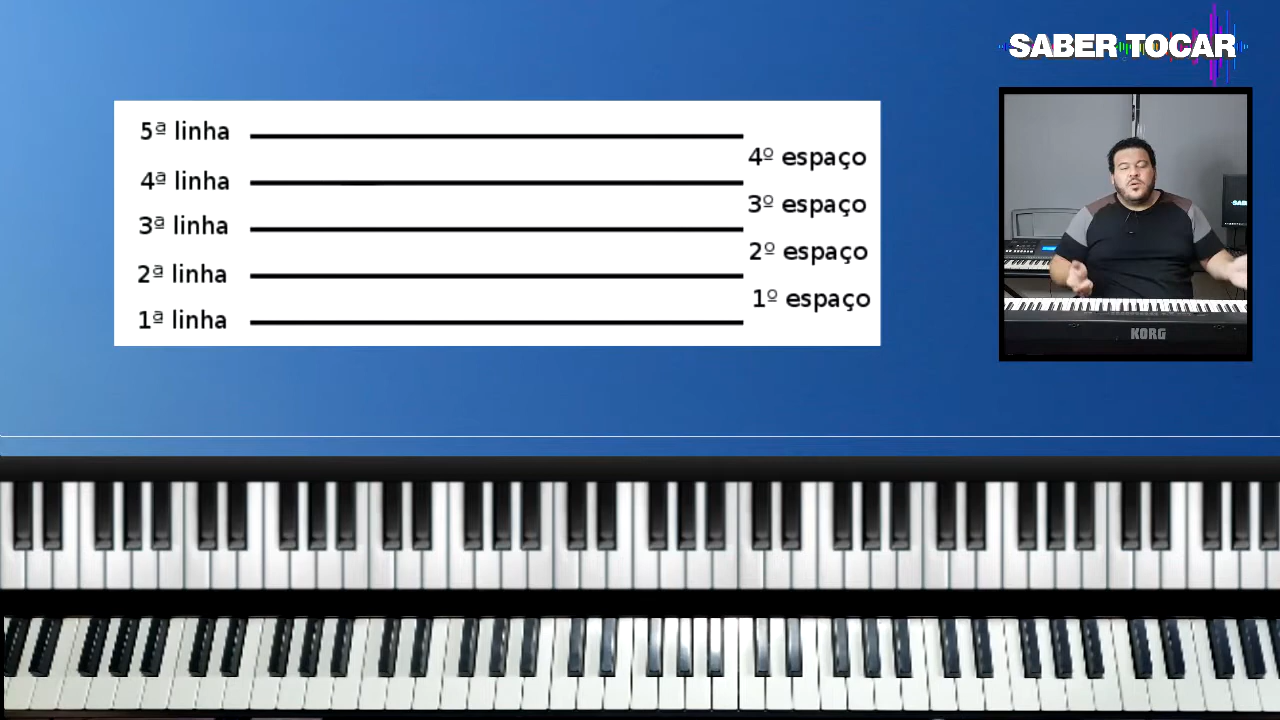 SABER TOCAR
5ª linha
4º espaço
4ª linha
3º espaço
3ª linha
2º espaço
2ª linha
1º espaço
1ª linha
KORG